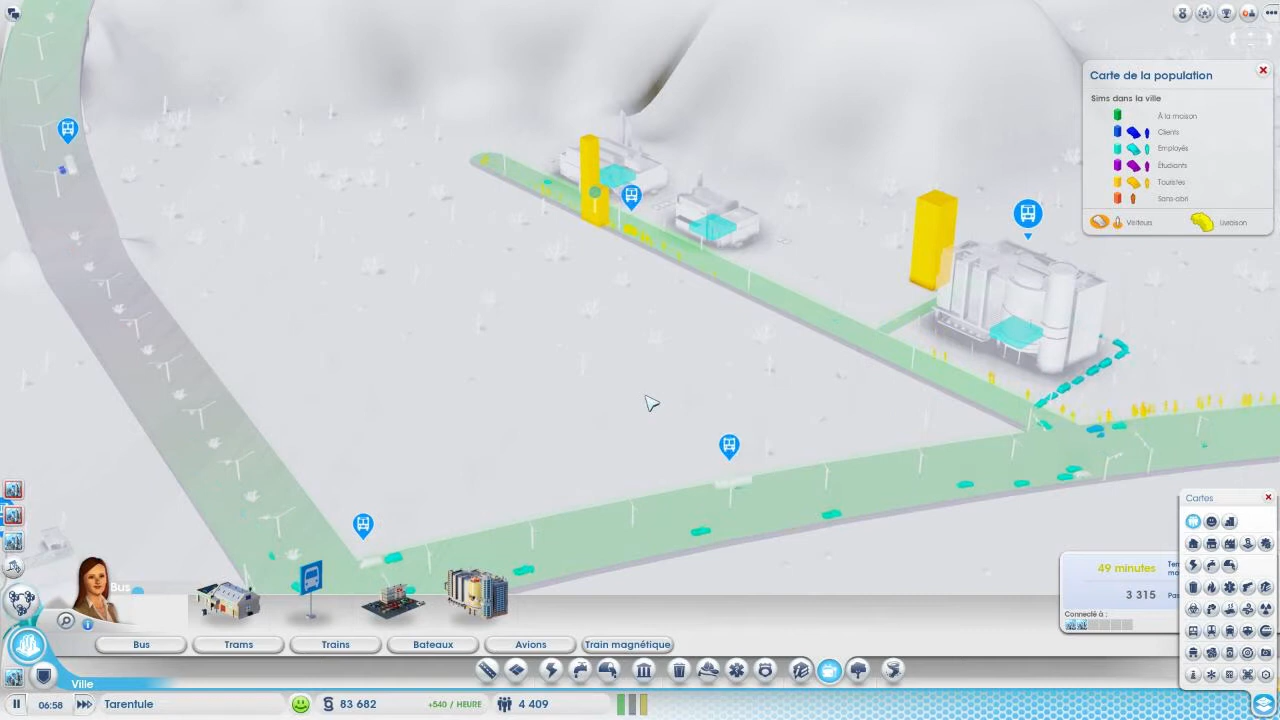 Carte de la population
Sims dans la ville
À la maison
Clients
Employés
Étudiants
Touristes
Sans-abri
Visiteurs
Livraison
Cartes
49 minutes
3 315
Connecté à :
Bus
Bus
Trams
Trains
Bateaux
Avions
Train magnétique
Ville
06:58
Tarentule
83 682
+540 / HEURE
4 409